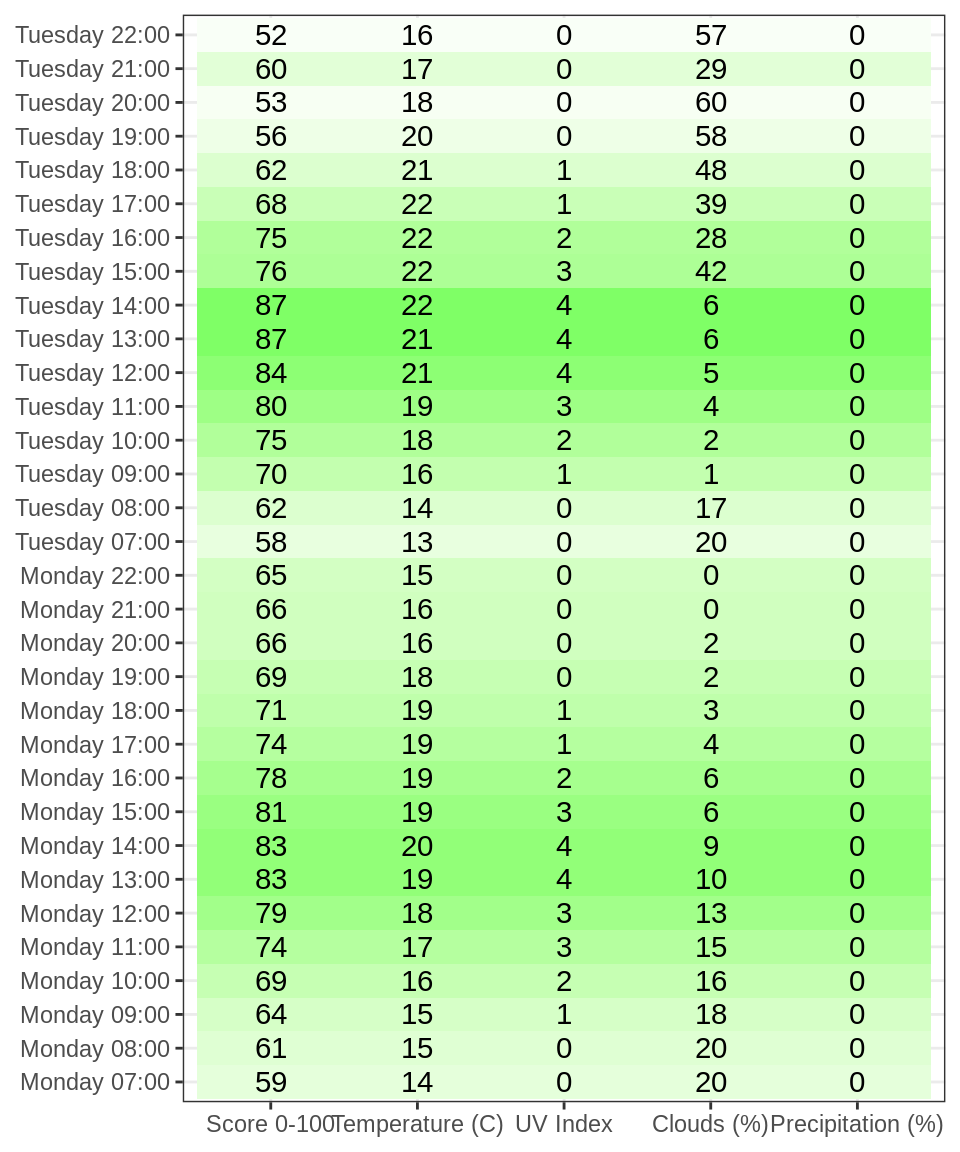 Tuesday 22:00 52 16 0 57 0
Tuesday 21:00 60 17 0 29 0
Tuesday 20:00 53 18 0 60 0
Tuesday 19:00 56 20 0 58 0
Tuesday 18:00 62 21 1 48 0
Tuesday 17:00 68 22 1 39 0
Tuesday 16:00 75 22 2 28 0
Tuesday 15:00 76 22 3 42 0
Tuesday 14:00 87 22 4 6 0
Tuesday 13:00 87 21 4 6 0
Tuesday 12:00 84 21 4 5 0
Tuesday 11:00 80 19 3 4 0
Tuesday 10:00 75 18 2 2 0
Tuesday 09:00 70 16 1 1 0
Tuesday 08:00 62 14 0 17 0
Tuesday 07:00 58 13 0 20 0
Monday 22:00 65 15 0 0 0
Monday 21:00 66 16 0 0 0
Monday 20:00 66 16 0 2 0
Monday 19:00 69 18 0 2 0
Monday 18:00 71 19 1 3 0
Monday 17:00 74 19 1 4 0
Monday 16:00 78 19 2 6 0
Monday 15:00 81 19 3 6 0
Monday 14:00 83 20 4 9 0
Monday 13:00 83 19 4 10 0
Monday 12:00 79 18 3 13 0
Monday 11:00 74 17 3 15 0
Monday 10:00 69 16 2 16 0
Monday 09:00 64 15 1 18 0
Monday 08:00 61 15 0 20 0
Monday 07:00 59 14 0 20 0
Score 0-100 Temperature (C) UV Index Clouds (%) Precipitation (%)